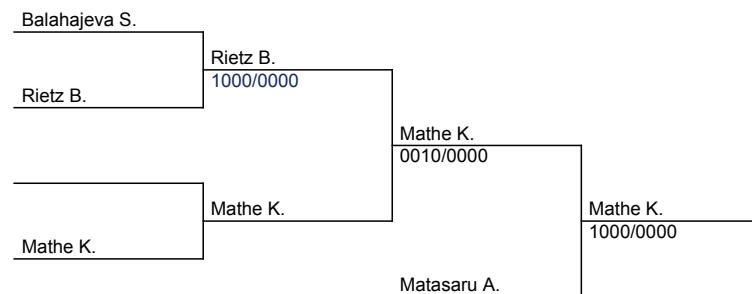 Balahajeva S.
Rietz B.
1000/0000
Rietz B.
Mathe K.
0010/0000
Mathe K.
Mathe K.
1000/0000
Mathe K.
Matasaru A.